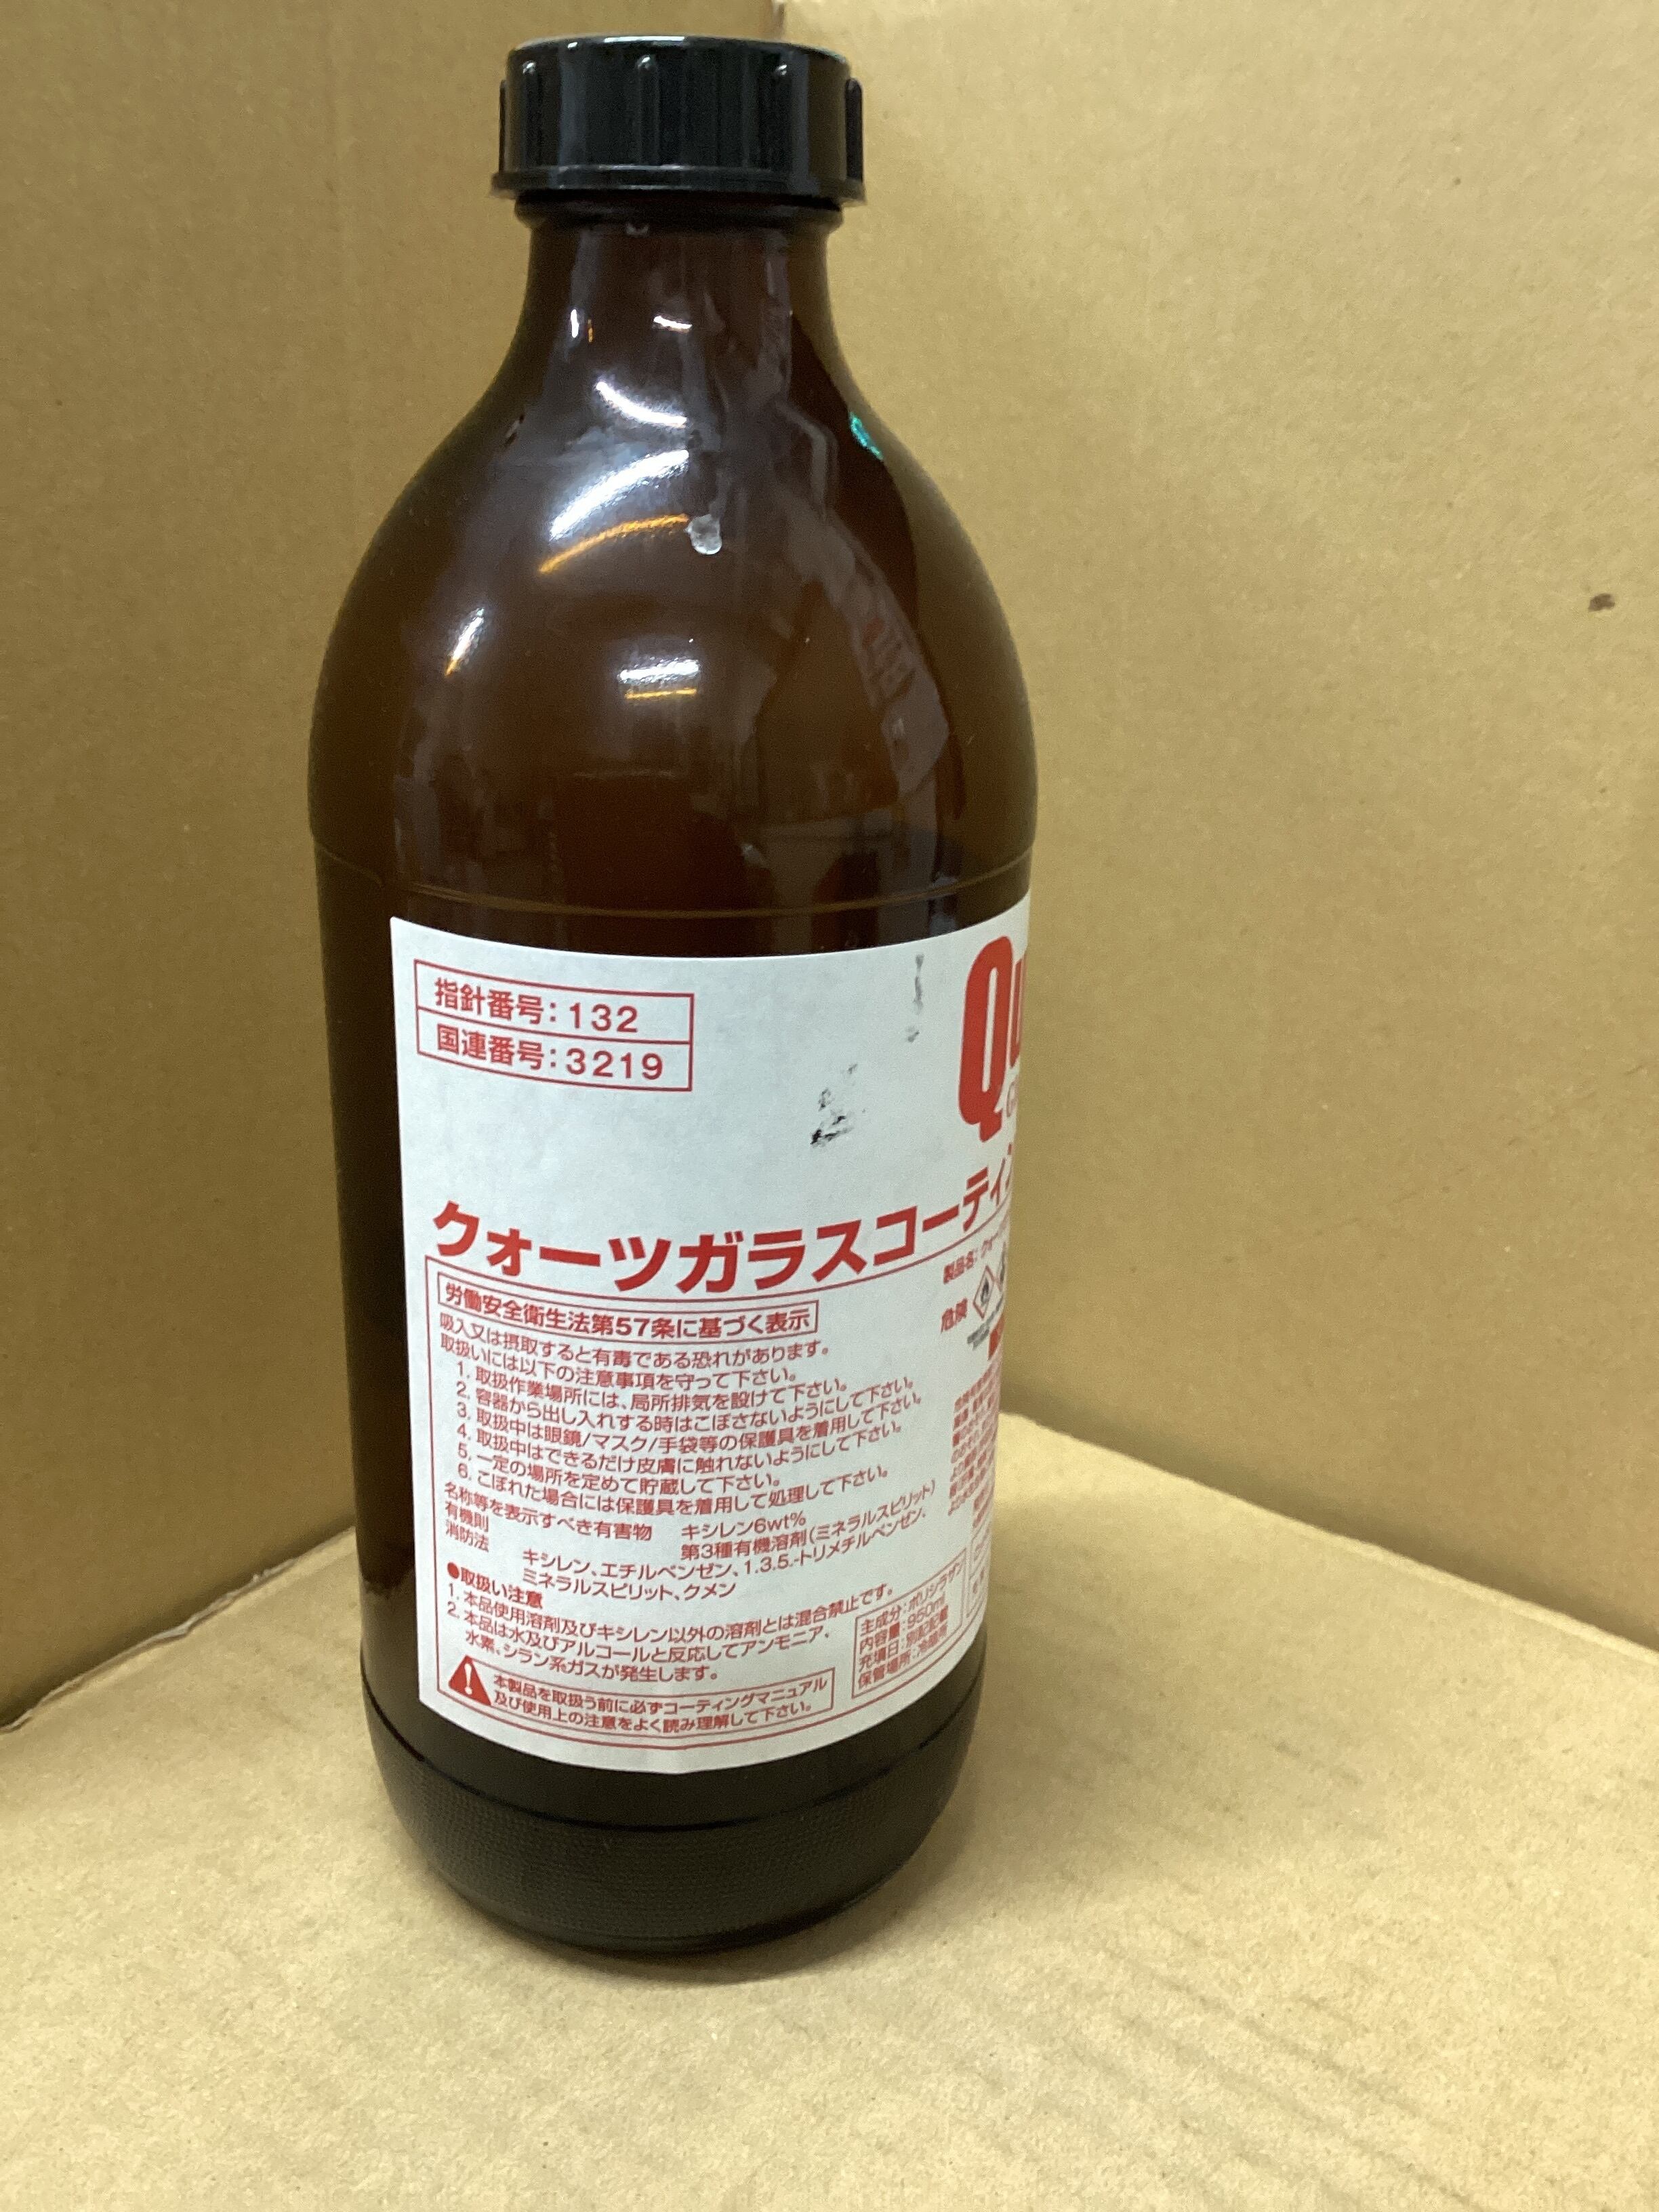 指針番号:132
国連番号:3219
Qu
クォーツガラスコーティン
労働安全衛生法第57条に基づく表示
吸入又は摂取すると有毒である恐れがあります。
取扱いには以下の注意事項を守って下さい。
1. 取扱作業場所には、局所排気を設けて下さい。
2. 容器から出し入れする時はこぼさないようにして下さい。
3. 取扱中は眼鏡/マスク/手袋等の保護具を着用して下さい。
4. 取扱中はできるだけ皮膚に触れないようにして下さい。
5. 一定の場所を定めて貯蔵して下さい。
6. こぼれた場合には保護具を着用して処理して下さい。
名称等を表示すべき有害物 キシレン6wt%
有機則 第3種有機溶剤(ミネラルスピリット)
消防法 キシレン、エチルベンゼン、1.3.5.-トリメチルベンゼン、
ミネラルスピリット、クメン
●取扱い注意
1. 本品使用溶剤及びキシレン以外の溶剤とは混合禁止です。
2. 本品は水及びアルコールと反応してアンモニア、
水素、シラン系ガスが発生します。
本製品を取扱う前に必ずコーティングマニュアル
及び使用上の注意をよく読み理解して下さい。
主成分:ポリシラザン
内容量:950ml
充填日:別記記載
保管場所:冷暗所
製品名:クォー
危険